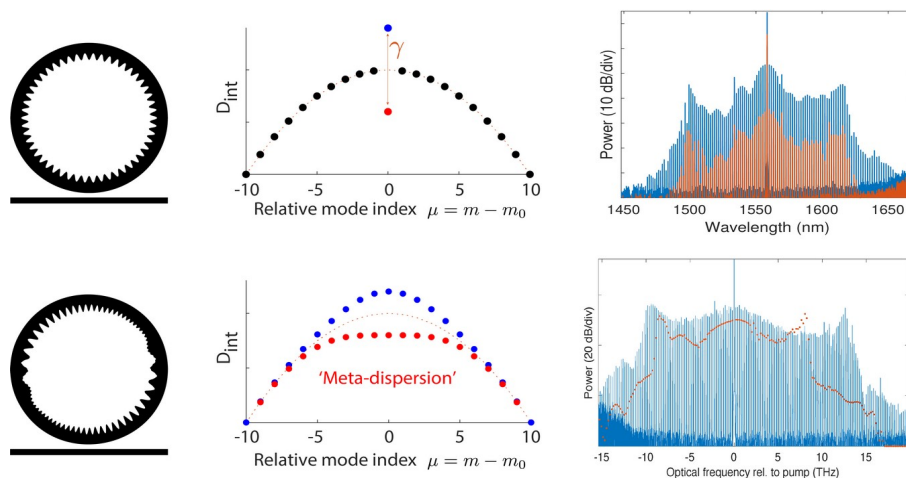 γ
D_int
-10 -5 0 5 10
Relative mode index μ = m − m₀
Power (10 dB/div)
1450 1500 1550 1600 1650
Wavelength (nm)
D_int
'Meta-dispersion'
-10 -5 0 5 10
Relative mode index μ = m − m₀
Power (20 dB/div)
-15 -10 -5 0 5 10 15
Optical frequency rel. to pump (THz)